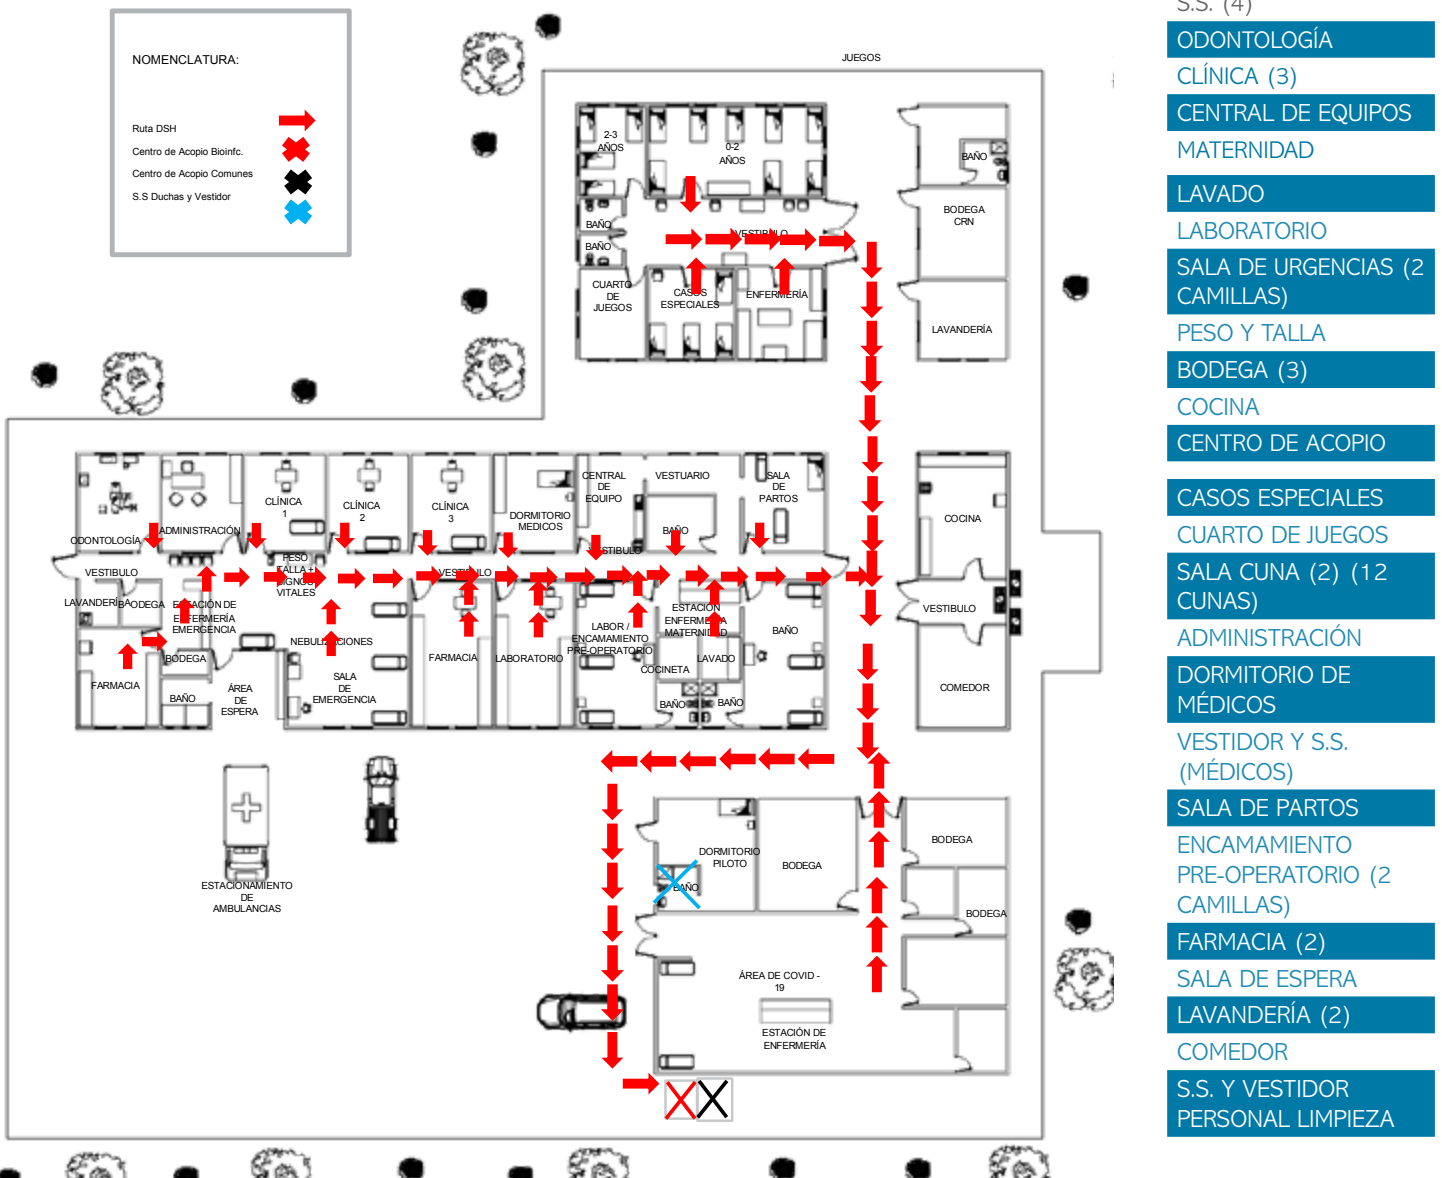 NOMENCLATURA:
Ruta DSH
Centro de Acopio Bioinfc.
Centro de Acopio Comunes
S.S Duchas y Vestidor
JUEGOS
2-3
AÑOS
0-2
AÑOS
BAÑO
BAÑO
VESTIBULO
CUARTO
DE
JUEGOS
CASOS
ESPECIALES
ENFERMERÍA
BAÑO
BODEGA
CRN
LAVANDERÍA
ODONTOLOGÍA
ADMINISTRACIÓN
CLÍNICA
1
CLÍNICA
2
CLÍNICA
3
DORMITORIO
MEDICOS
CENTRAL
DE
EQUIPO
VESTUARIO
BAÑO
SALA
DE
PARTOS
VESTIBULO
VESTIBULO
PESO
TALLA +
SIGNOS
VITALES
VESTIBULO
LAVANDERÍA
BODEGA
ESTACIÓN DE
ENFERMERÍA
EMERGENCIA
NEBULIZACIONES
FARMACIA
BODEGA
BAÑO
ÁREA
DE
ESPERA
SALA
DE
EMERGENCIA
FARMACIA
LABORATORIO
LABOR /
ENCAMAMIENTO
PRE-OPERATORIO
ESTACIÓN
ENFERMERÍA
MATERNIDAD
COCINETA
LAVADO
BAÑO
BAÑO
BAÑO
COCINA
VESTIBULO
COMEDOR
ESTACIONAMIENTO
DE
AMBULANCIAS
DORMITORIO
PILOTO
BAÑO
BODEGA
BODEGA
BODEGA
ÁREA DE COVID -
19
ESTACIÓN DE
ENFERMERÍA
S.S. (4)
ODONTOLOGÍA
CLÍNICA (3)
CENTRAL DE EQUIPOS
MATERNIDAD
LAVADO
LABORATORIO
SALA DE URGENCIAS (2
CAMILLAS)
PESO Y TALLA
BODEGA (3)
COCINA
CENTRO DE ACOPIO
CASOS ESPECIALES
CUARTO DE JUEGOS
SALA CUNA (2) (12
CUNAS)
ADMINISTRACIÓN
DORMITORIO DE
MÉDICOS
VESTIDOR Y S.S.
(MÉDICOS)
SALA DE PARTOS
ENCAMAMIENTO
PRE-OPERATORIO (2
CAMILLAS)
FARMACIA (2)
SALA DE ESPERA
LAVANDERÍA (2)
COMEDOR
S.S. Y VESTIDOR
PERSONAL LIMPIEZA